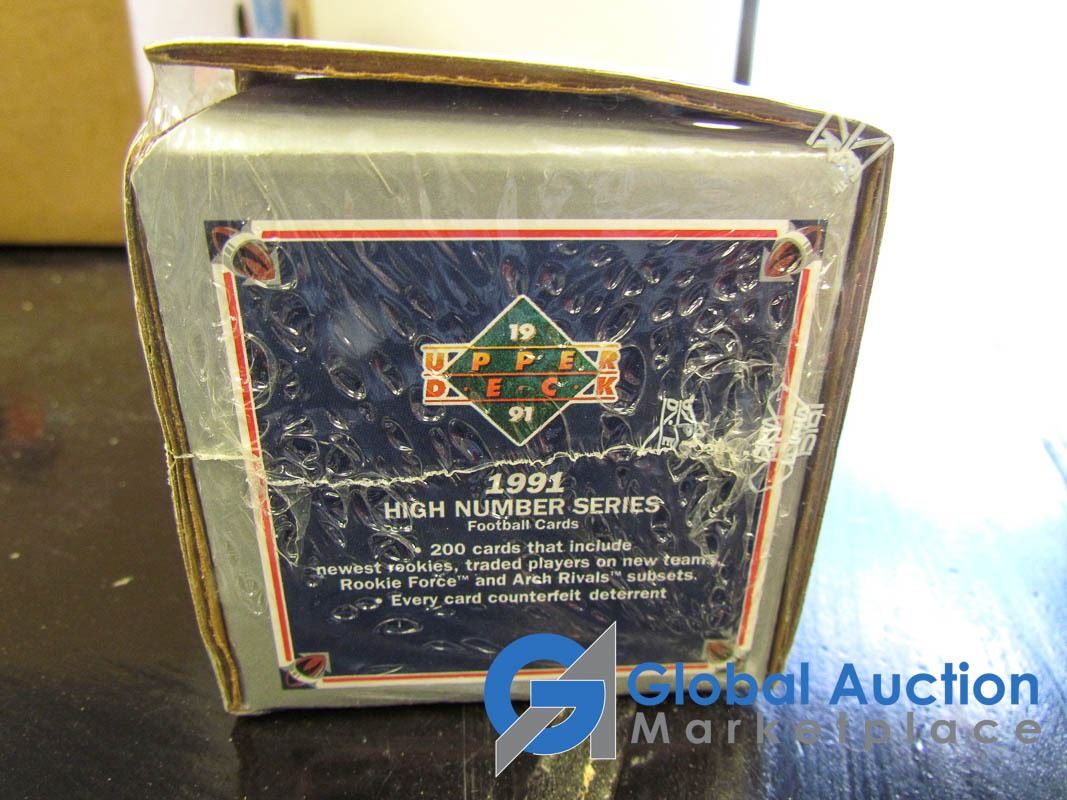 19
UPPER
D·E·C·K
91
1991
HIGH NUMBER SERIES
Football Cards
• 200 cards that include
newest rookies, traded players on new teams,
Rookie Force™ and Arch Rivals™ subsets.
• Every card counterfeit deterrent
Global Auction
Marketplace